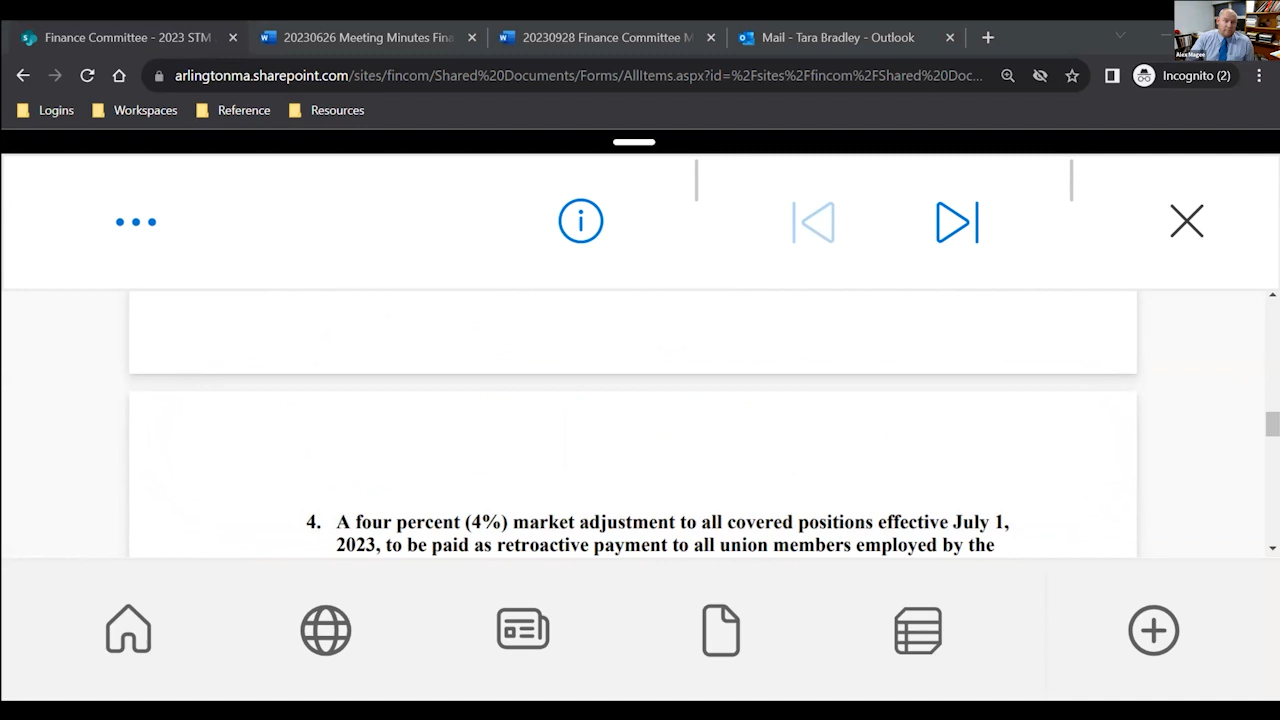 Finance Committee - 2023 STM
20230626 Meeting Minutes Fina
Finance Committee M
Mail - Tara Bradley - Outlook
arlingtonma.sharepoint.com/sites/fincom/Shared%20Documents/Forms/AllItems.aspx?id=%2Fsites%2Ffincom%2FShared%20Doc...
Incognito (2)
Alex Magee
Logins
Workspaces
Reference
Resources
4. A four percent (4%) market adjustment to all covered positions effective July 1,
2023, to be paid as retroactive payment to all union members employed by the